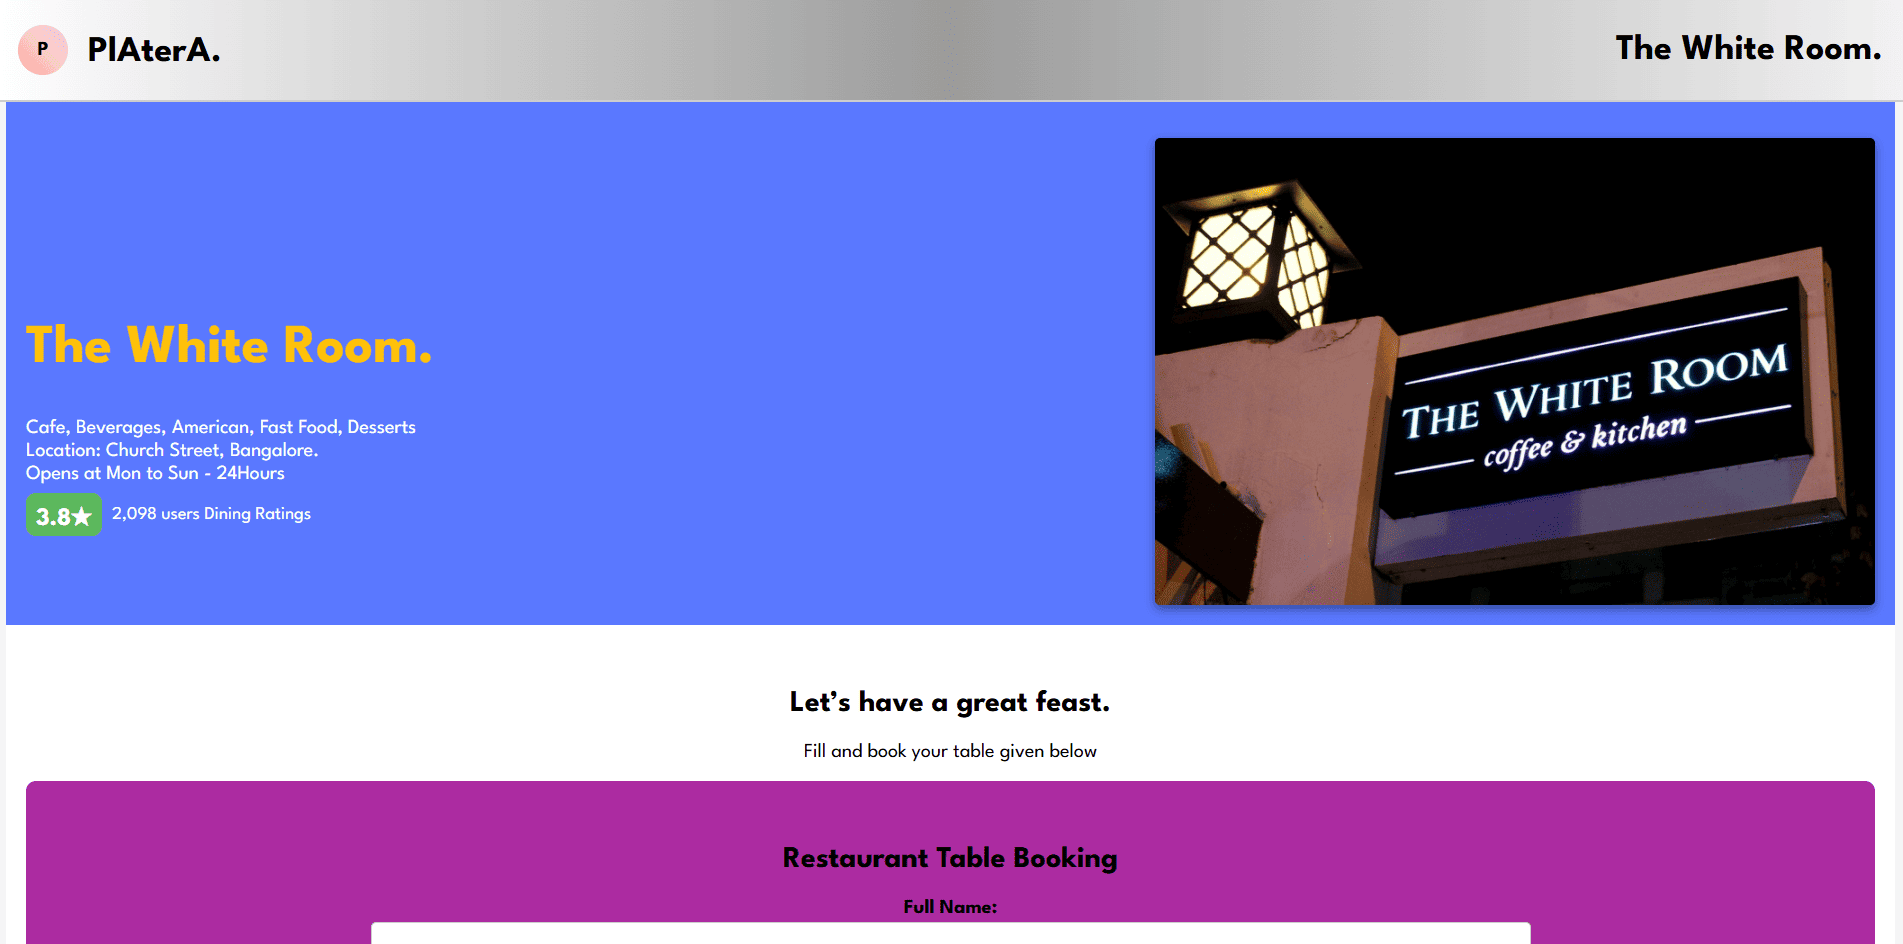 P
PlAterA.
The White Room.
The White Room.
Cafe, Beverages, American, Fast Food, Desserts
Location: Church Street, Bangalore.
Opens at Mon to Sun - 24Hours
3.8★ 2,098 users Dining Ratings
THE WHITE ROOM
coffee & kitchen
Let’s have a great feast.
Fill and book your table given below
Restaurant Table Booking
Full Name: